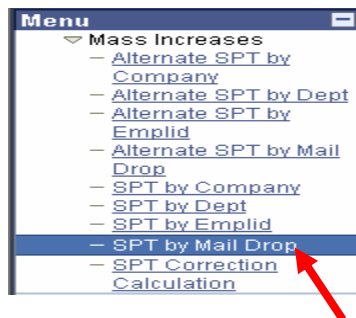 Menu
Mass Increases
– Alternate SPT by
Company
– Alternate SPT by Dept
– Alternate SPT by
Emplid
– Alternate SPT by Mail
Drop
– SPT by Company
– SPT by Dept
– SPT by Emplid
– SPT by Mail Drop
– SPT Correction
Calculation